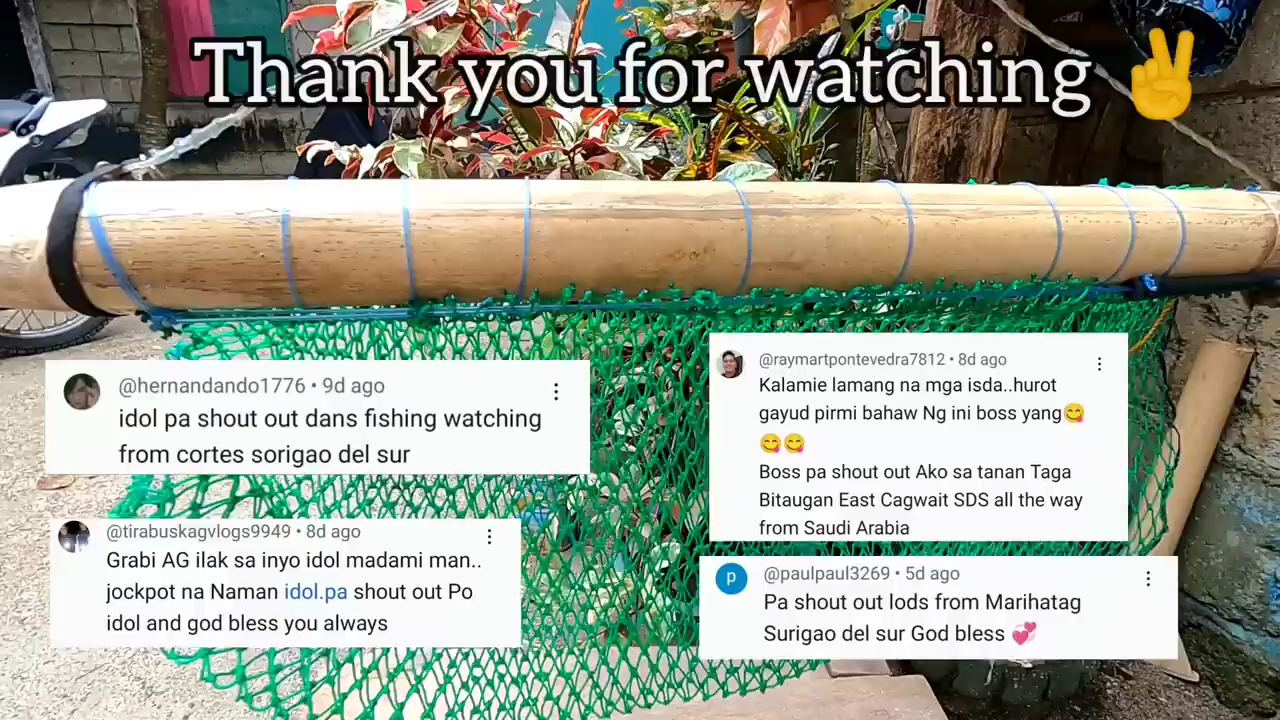 Thank you for watching ✌
@hernandando1776 • 9d ago
idol pa shout out dans fishing watching
from cortes sorigao del sur
@tirabuskagvlogs9949 • 8d ago
Grabi AG ilak sa inyo idol madami man..
jockpot na Naman idol.pa shout out Po
idol and god bless you always
@raymartpontevedra7812 • 8d ago
Kalamie lamang na mga isda..hurot
gayud pirmi bahaw Ng ini boss yang😋
😋😋
Boss pa shout out Ako sa tanan Taga
Bitaugan East Cagwait SDS all the way
from Saudi Arabia
p
@paulpaul3269 • 5d ago
Pa shout out lods from Marihatag
Surigao del sur God bless 💞